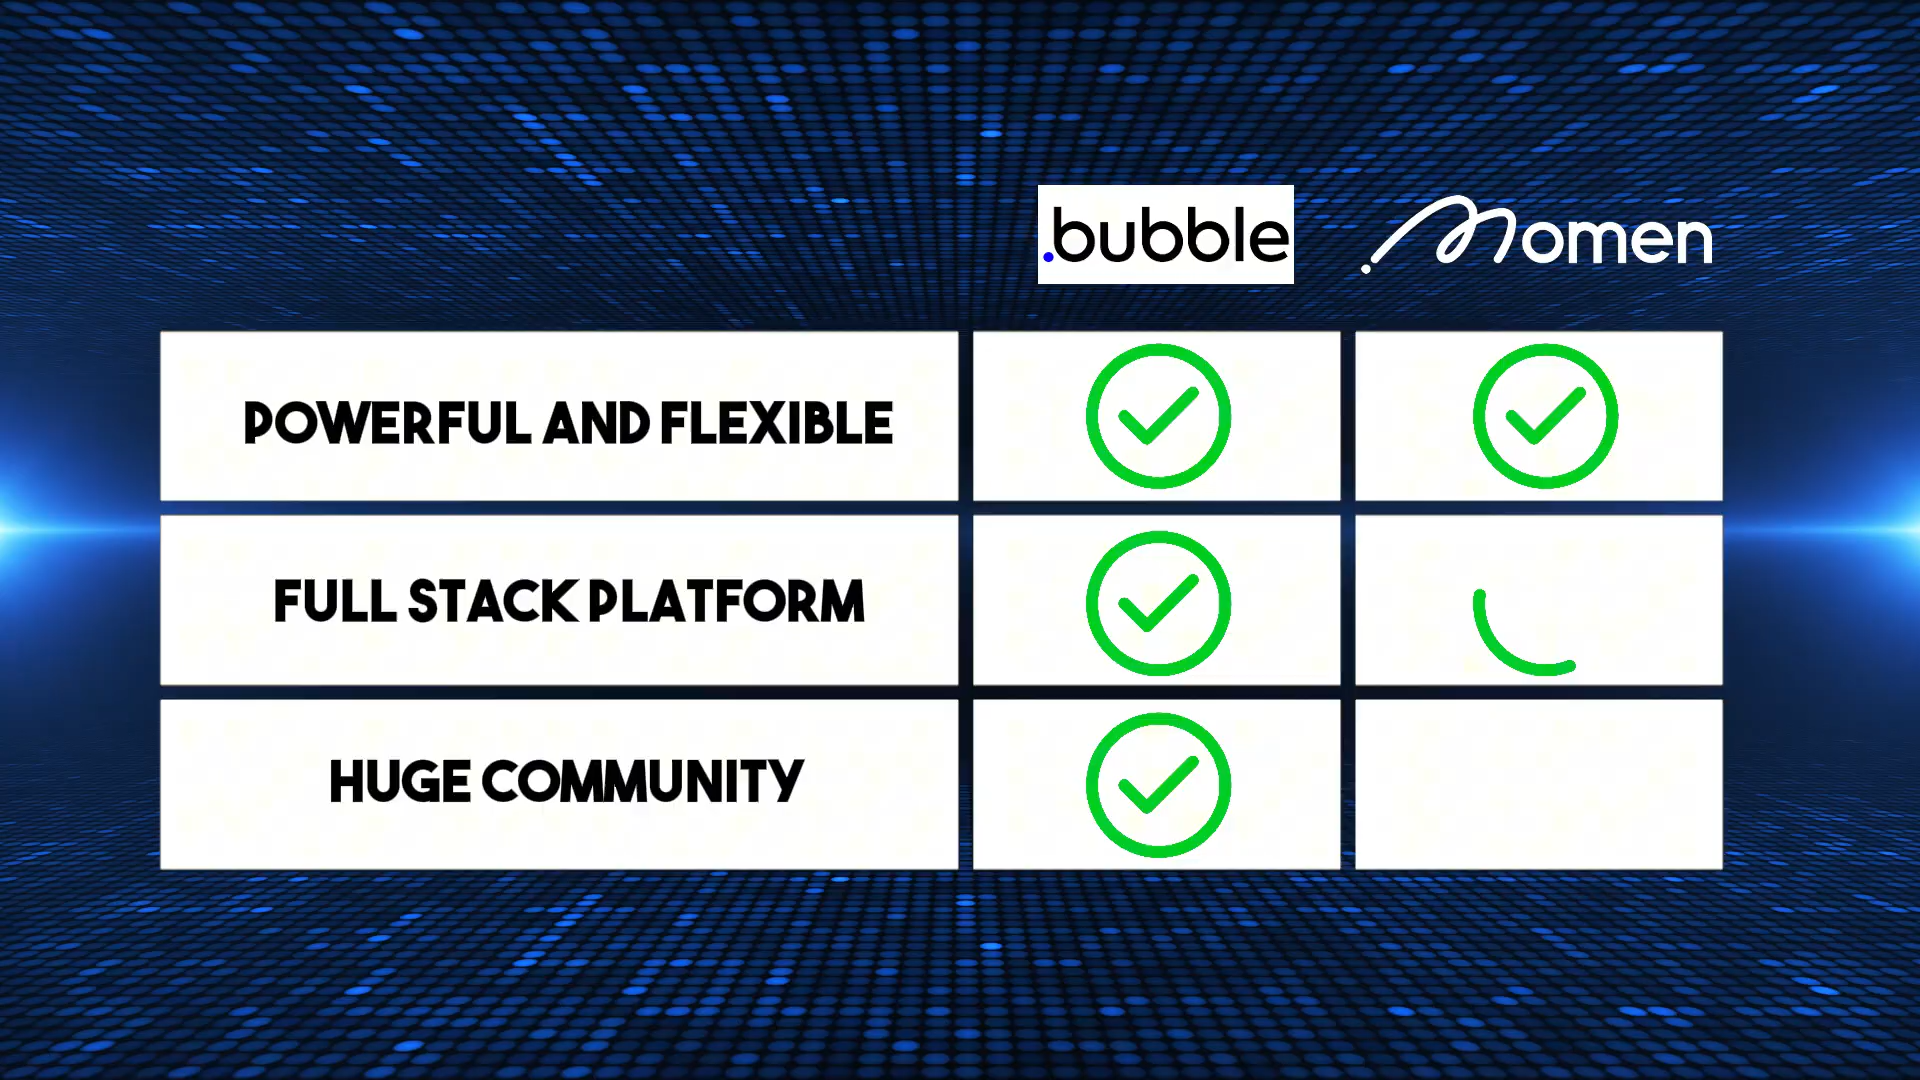 .bubble
Momen
POWERFUL AND FLEXIBLE
FULL STACK PLATFORM
HUGE COMMUNITY